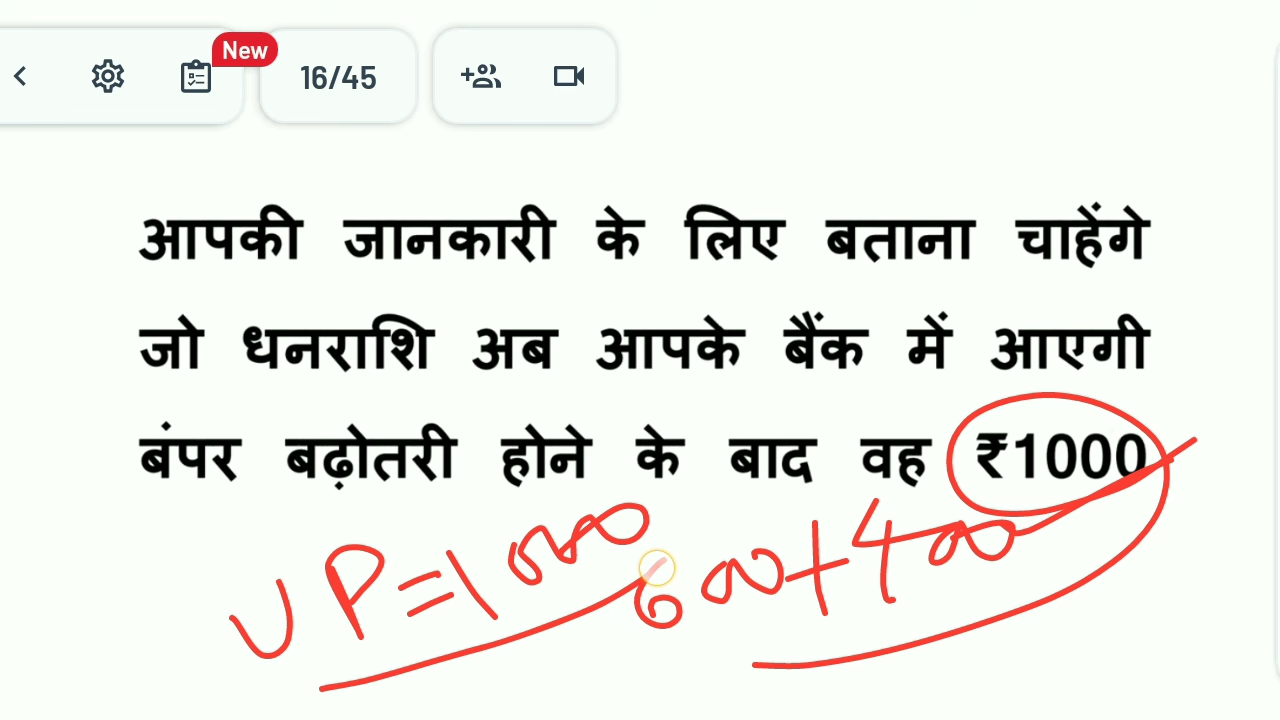 New
16/45
आपकी जानकारी के लिए बताना चाहेंगे
जो धनराशि अब आपके बैंक में आएगी
बंपर बढ़ोतरी होने के बाद वह ₹1000
UP=1000 600+400